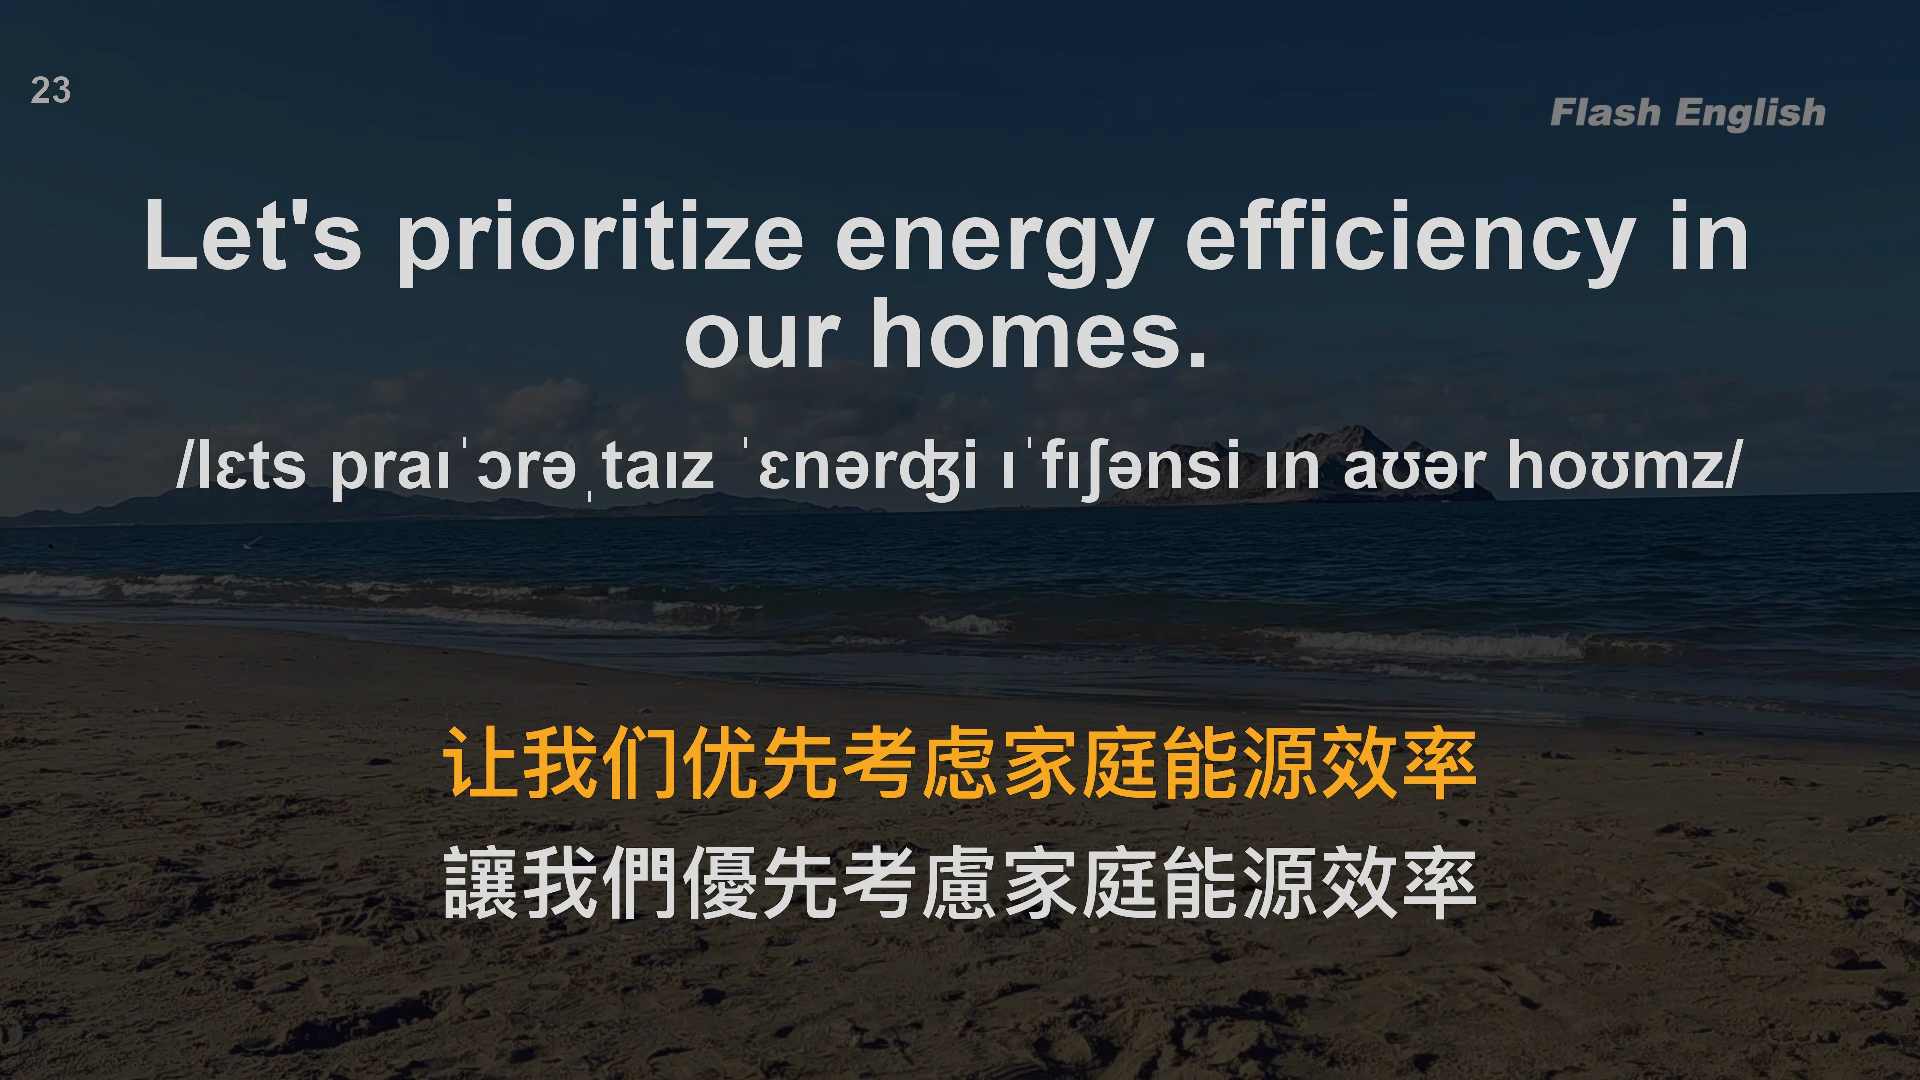 23
Flash English
Let's prioritize energy efficiency in
our homes.
/lɛts praɪˈɔrəˌtaɪz ˈɛnərʤi ɪˈfɪʃənsi ɪn aʊər hoʊmz/
让我们优先考虑家庭能源效率
讓我們優先考慮家庭能源效率